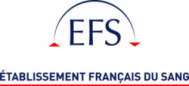 EFS
ÉTABLISSEMENT FRANÇAIS DU SANG